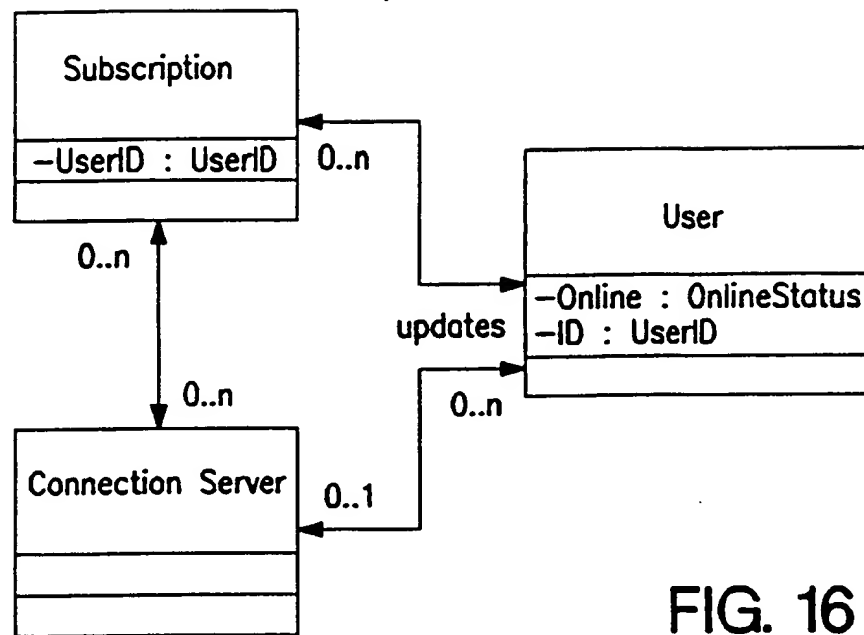 Subscription
-UserID : UserID
0..n
0..n
User
-Online : OnlineStatus
-ID : UserID
updates
0..n
0..n
Connection Server
0..1
FIG. 16